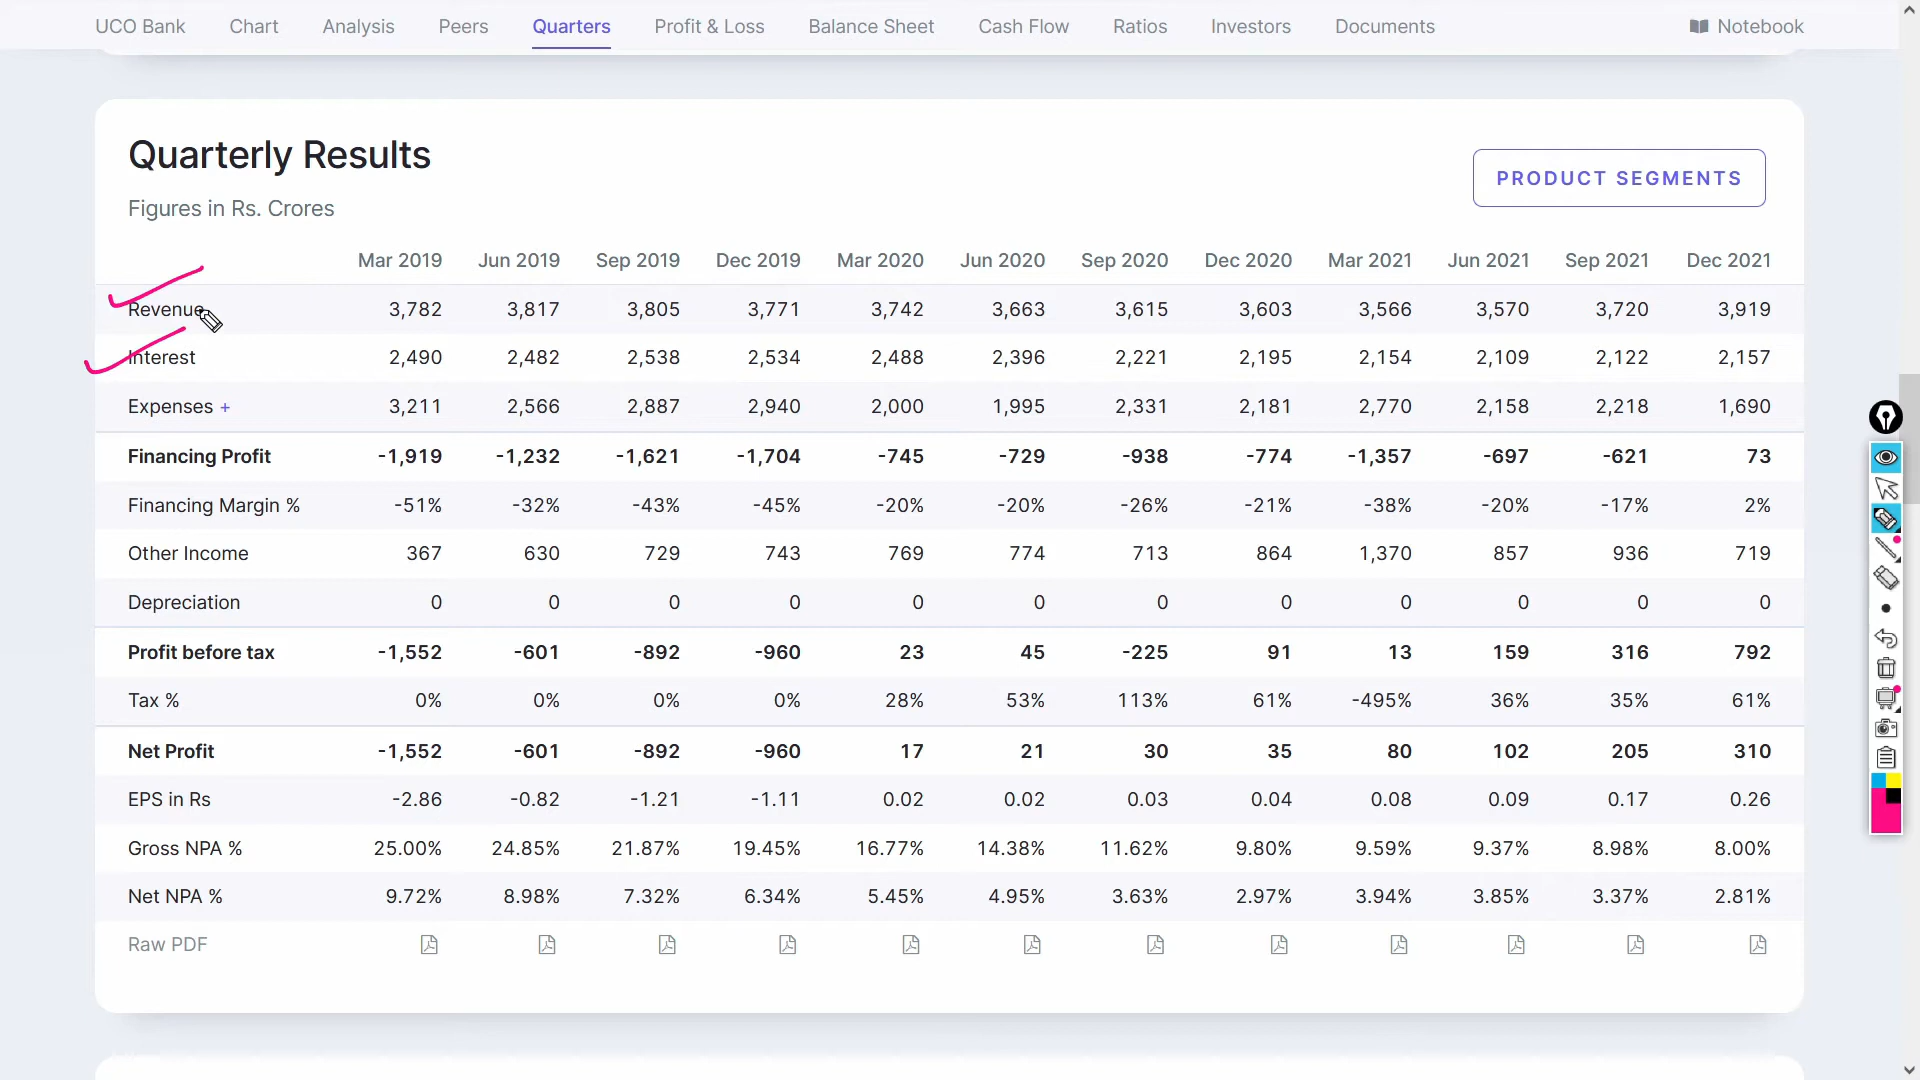 UCO Bank Chart Analysis Peers Quarters Profit & Loss Balance Sheet Cash Flow Ratios Investors Documents Notebook
Quarterly Results
PRODUCT SEGMENTS
Figures in Rs. Crores
Mar 2019 Jun 2019 Sep 2019 Dec 2019 Mar 2020 Jun 2020 Sep 2020 Dec 2020 Mar 2021 Jun 2021 Sep 2021 Dec 2021
Revenue 3,782 3,817 3,805 3,771 3,742 3,663 3,615 3,603 3,566 3,570 3,720 3,919
Interest 2,490 2,482 2,538 2,534 2,488 2,396 2,221 2,195 2,154 2,109 2,122 2,157
Expenses + 3,211 2,566 2,887 2,940 2,000 1,995 2,331 2,181 2,770 2,158 2,218 1,690
Financing Profit -1,919 -1,232 -1,621 -1,704 -745 -729 -938 -774 -1,357 -697 -621 73
Financing Margin % -51% -32% -43% -45% -20% -20% -26% -21% -38% -20% -17% 2%
Other Income 367 630 729 743 769 774 713 864 1,370 857 936 719
Depreciation 0 0 0 0 0 0 0 0 0 0 0 0
Profit before tax -1,552 -601 -892 -960 23 45 -225 91 13 159 316 792
Tax % 0% 0% 0% 0% 28% 53% 113% 61% -495% 36% 35% 61%
Net Profit -1,552 -601 -892 -960 17 21 30 35 80 102 205 310
EPS in Rs -2.86 -0.82 -1.21 -1.11 0.02 0.02 0.03 0.04 0.08 0.09 0.17 0.26
Gross NPA % 25.00% 24.85% 21.87% 19.45% 16.77% 14.38% 11.62% 9.80% 9.59% 9.37% 8.98% 8.00%
Net NPA % 9.72% 8.98% 7.32% 6.34% 5.45% 4.95% 3.63% 2.97% 3.94% 3.85% 3.37% 2.81%
Raw PDF